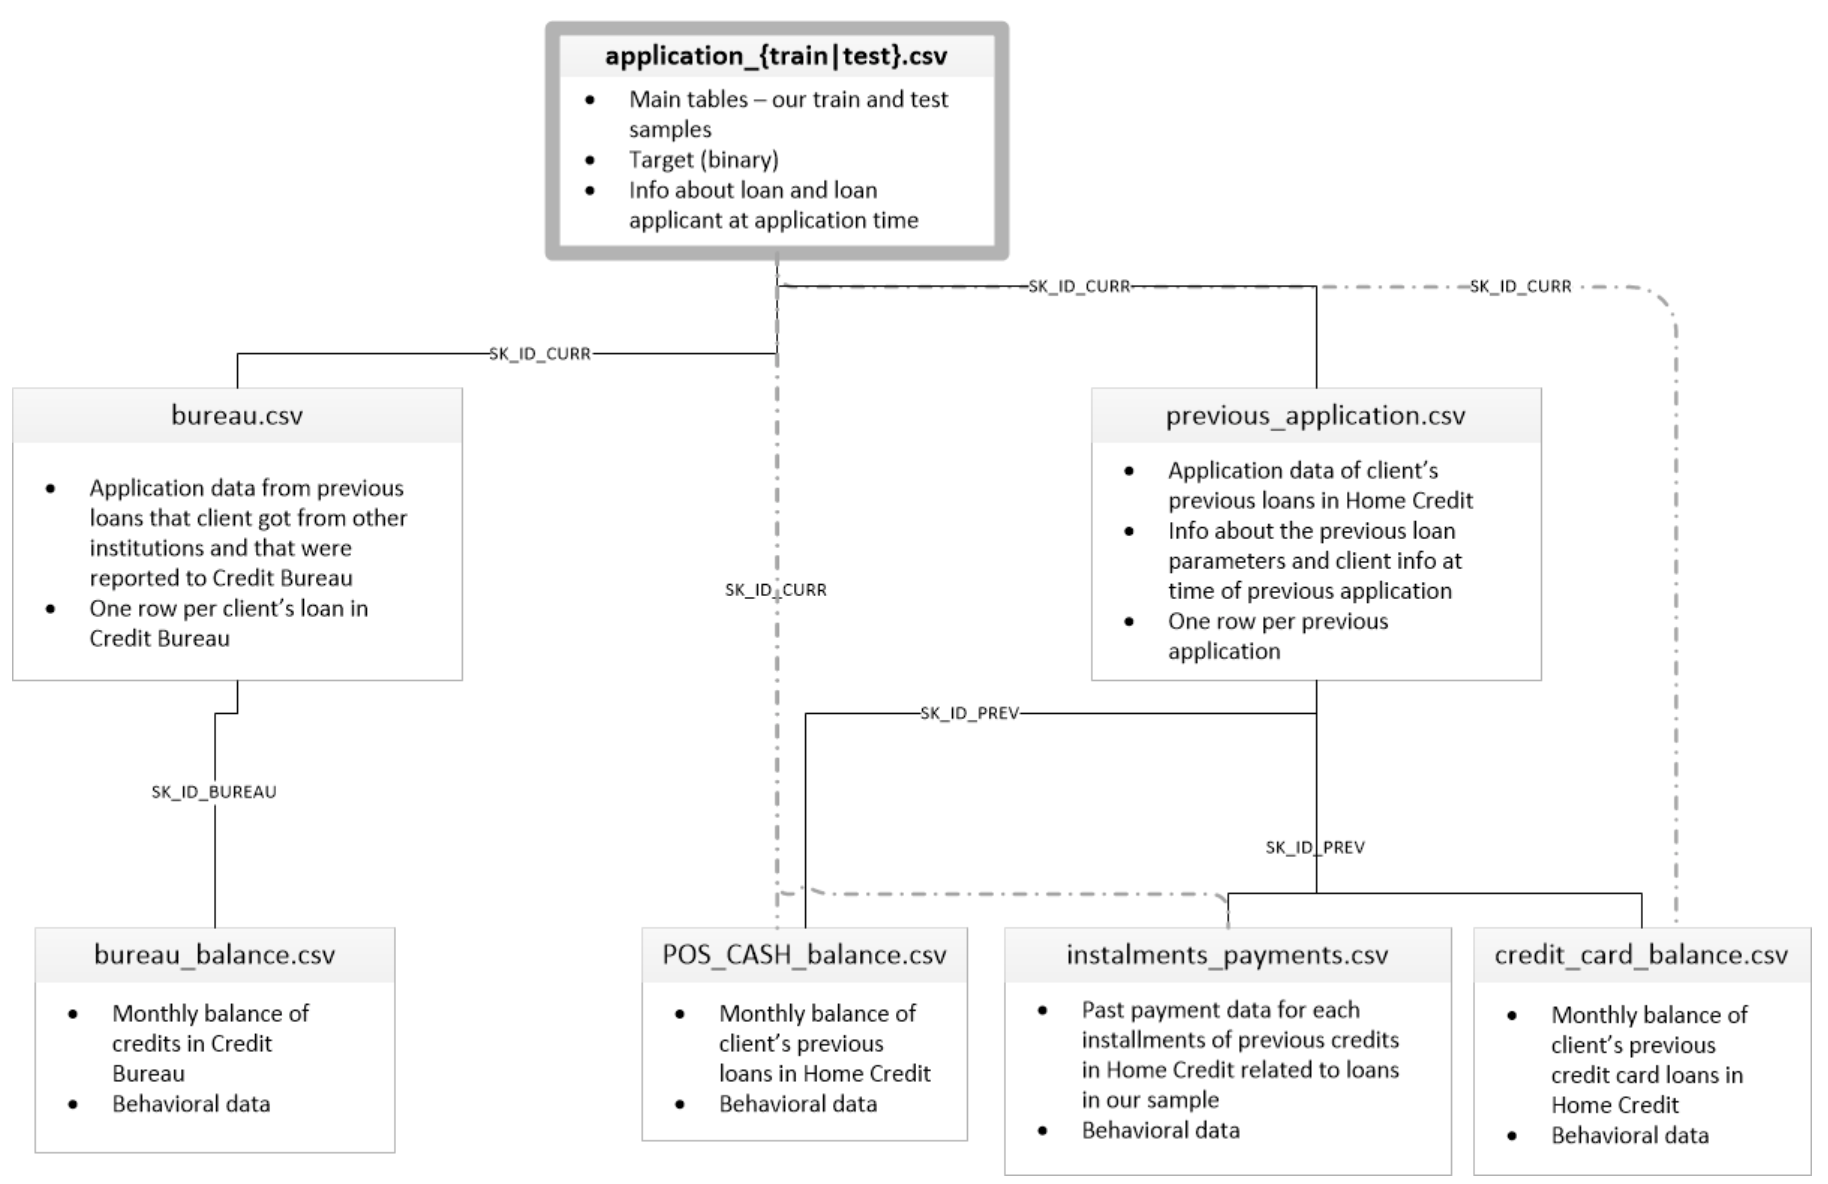 application_{train|test}.csv
● Main tables – our train and test
samples
● Target (binary)
● Info about loan and loan
applicant at application time
SK_ID_CURR
SK_ID_CURR
SK_ID_CURR
bureau.csv
● Application data from previous
loans that client got from other
institutions and that were
reported to Credit Bureau
● One row per client’s loan in
Credit Bureau
previous_application.csv
● Application data of client’s
previous loans in Home Credit
● Info about the previous loan
parameters and client info at
time of previous application
● One row per previous
application
SK_ID_CURR
SK_ID_PREV
SK_ID_BUREAU
SK_ID_PREV
bureau_balance.csv
● Monthly balance of
credits in Credit
Bureau
● Behavioral data
POS_CASH_balance.csv
● Monthly balance of
client’s previous
loans in Home Credit
● Behavioral data
instalments_payments.csv
● Past payment data for each
installments of previous credits
in Home Credit related to loans
in our sample
● Behavioral data
credit_card_balance.csv
● Monthly balance of
client’s previous
credit card loans in
Home Credit
● Behavioral data